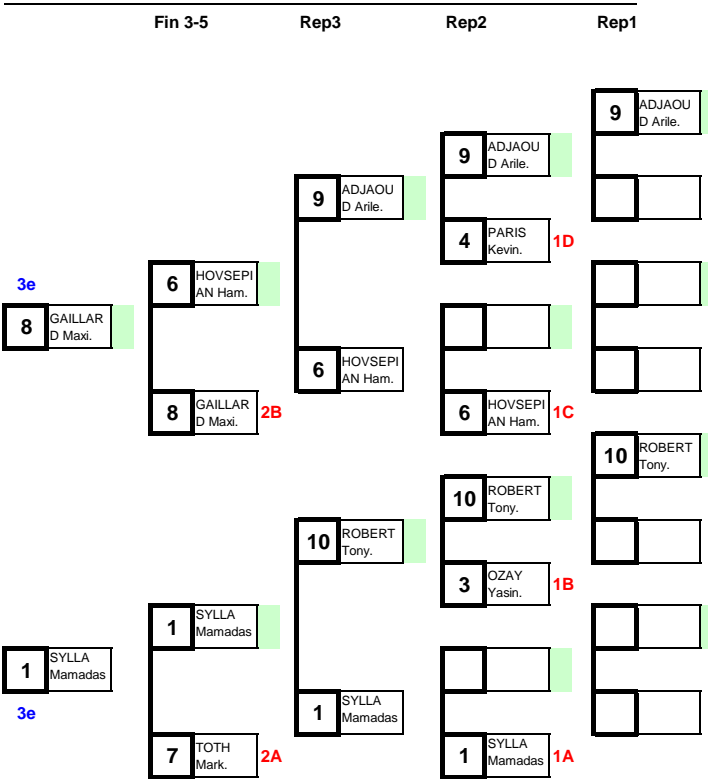 Fin 3-5 Rep3 Rep2 Rep1
9 ADJAOU
D Arile.
9 ADJAOU
D Arile.
9 ADJAOU
D Arile.
4 PARIS
Kevin. 1D
6 HOVSEPI
AN Ham.
3e
8 GAILLAR
D Maxi.
6 HOVSEPI
AN Ham.
8 GAILLAR
D Maxi. 2B
6 HOVSEPI
AN Ham. 1C
10 ROBERT
Tony.
10 ROBERT
Tony.
10 ROBERT
Tony.
3 OZAY
Yasin. 1B
1 SYLLA
Mamadas
1 SYLLA
Mamadas
3e
1 SYLLA
Mamadas
7 TOTH
Mark. 2A
1 SYLLA
Mamadas 1A